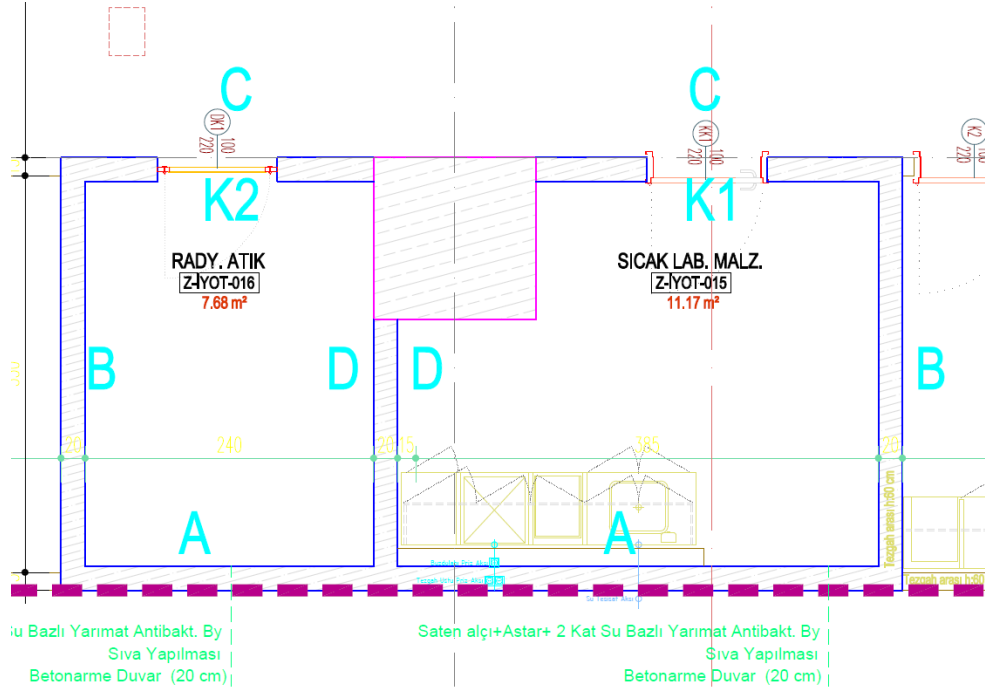 C
C
DK1
100
220
KK1
100
220
K2
220
K2
K1
RADY. ATIK
Z-İYOT-016
7.68 m²
SICAK LAB. MALZ.
Z-İYOT-015
11.17 m²
B
D
D
B
20
240
20
15
385
20
Tezgah arası h:60 cm
A
A
Tezgah arası h:60
Su Bazlı Yarımat Antibakt. By
Sıva Yapılması
Betonarme Duvar (20 cm)
Saten alçı+Astar+ 2 Kat Su Bazlı Yarımat Antibakt. By
Sıva Yapılması
Betonarme Duvar (20 cm)